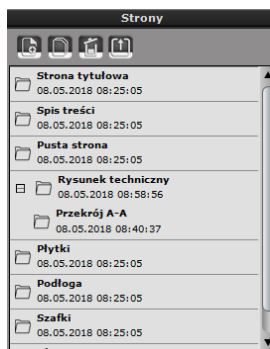 Strony
Strona tytułowa
08.05.2018 08:25:05
Spis treści
08.05.2018 08:25:05
Pusta strona
08.05.2018 08:25:05
Rysunek techniczny
08.05.2018 08:58:56
Przekrój A-A
08.05.2018 08:40:37
Płytki
08.05.2018 08:25:05
Podłoga
08.05.2018 08:25:05
Szafki
08.05.2018 08:25:05